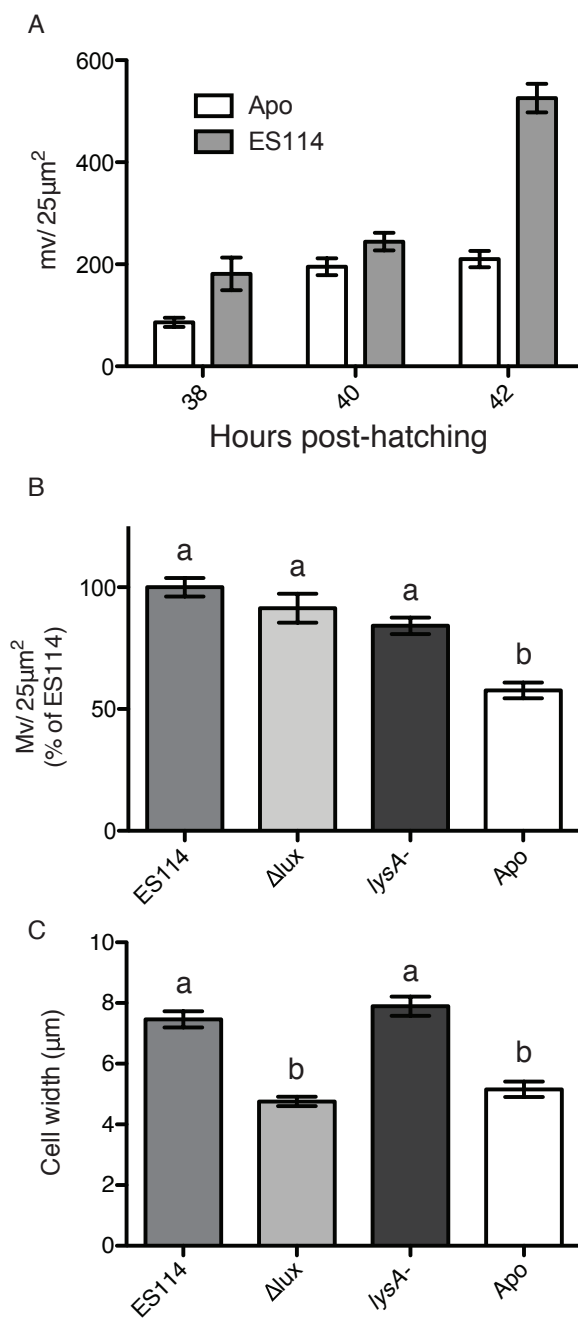 A
600
400
200
0
mv/ 25µm²
Apo
ES114
38
40
42
Hours post-hatching
B
100
50
0
Mv/ 25µm²
(% of ES114)
a
a
a
b
ES114
Δlux
lysA-
Apo
C
10
8
6
4
2
0
Cell width (µm)
a
b
a
b
ES114
Δlux
lysA-
Apo